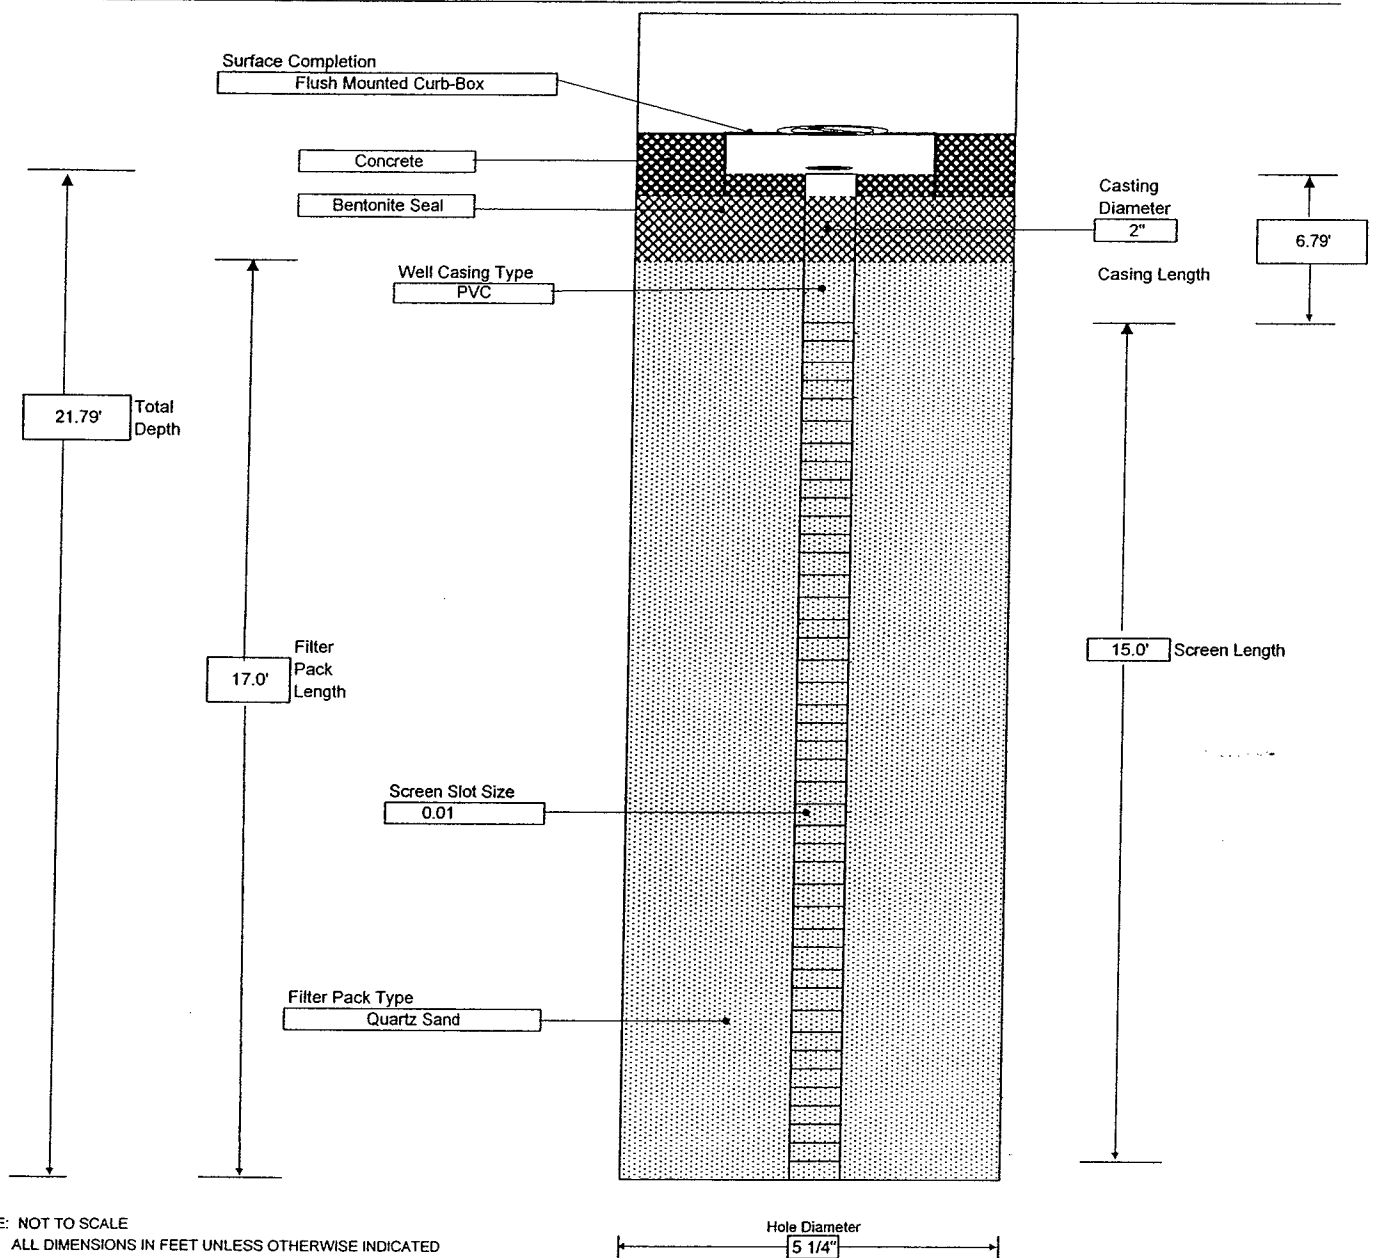 Surface Completion
Flush Mounted Curb-Box
Concrete
Bentonite Seal
Casting
Diameter
2"
6.79'
Casing Length
Well Casing Type
PVC
21.79'
Total
Depth
Filter
Pack
Length
17.0'
15.0'
Screen Length
Screen Slot Size
0.01
Filter Pack Type
Quartz Sand
E: NOT TO SCALE
ALL DIMENSIONS IN FEET UNLESS OTHERWISE INDICATED
Hole Diameter
5 1/4"